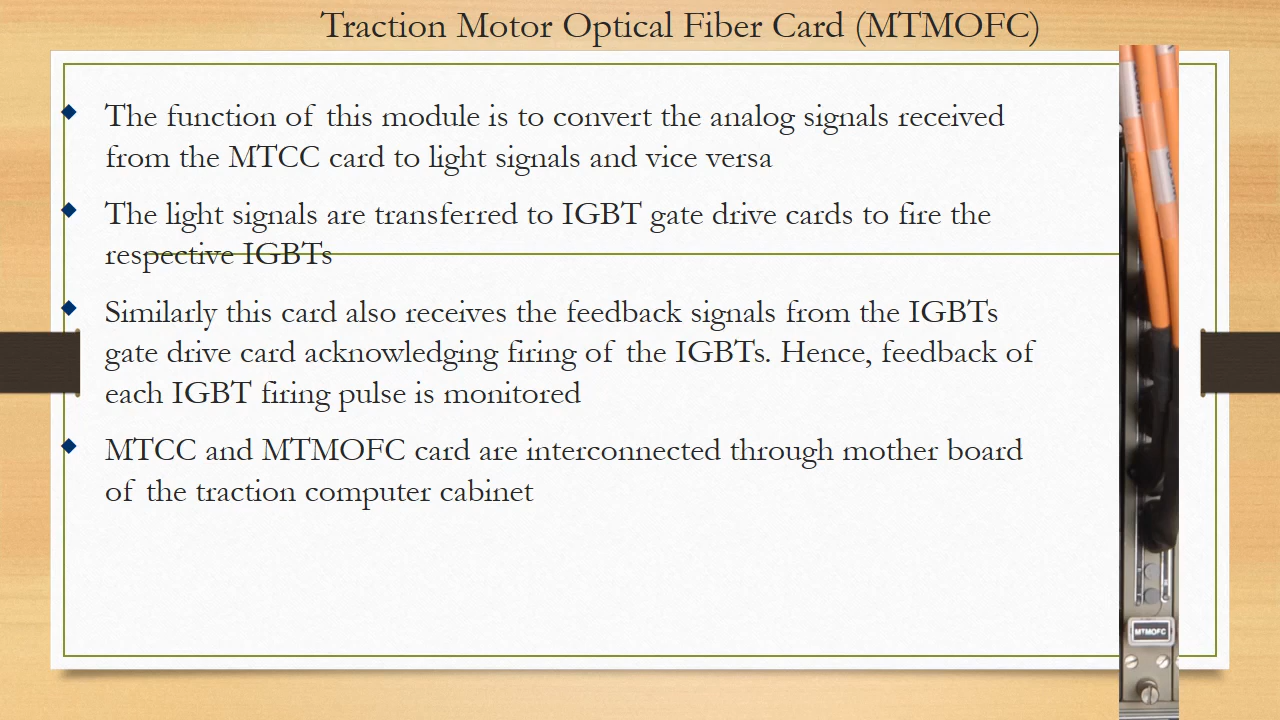 Traction Motor Optical Fiber Card (MTMOFC)
The function of this module is to convert the analog signals received
from the MTCC card to light signals and vice versa
The light signals are transferred to IGBT gate drive cards to fire the
respective IGBTs
Similarly this card also receives the feedback signals from the IGBTs
gate drive card acknowledging firing of the IGBTs. Hence, feedback of
each IGBT firing pulse is monitored
MTCC and MTMOFC card are interconnected through mother board
of the traction computer cabinet
MTMOFC